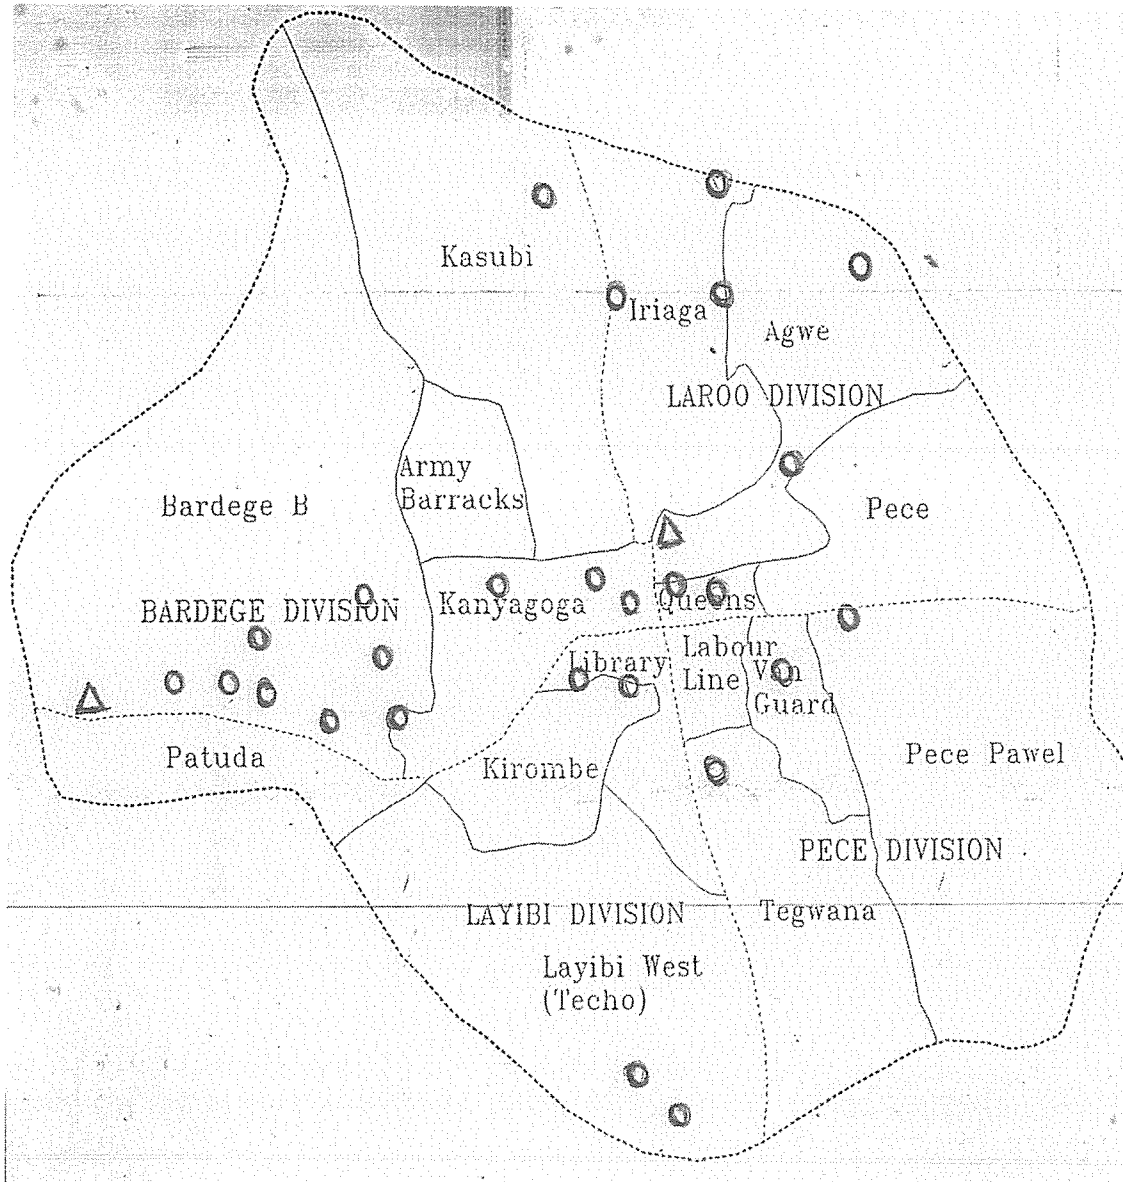 Kasubi
Iriaga
Agwe
LAROO DIVISION
Army
Barracks
Bardege B
Pece
BARDEGE DIVISION
Kanyagoga
Queens
Library
Labour
Line
Van
Guard
Patuda
Kirombe
Pece Pawel
PECE DIVISION
LAYIBI DIVISION
Tegwana
Layibi West
(Techo)